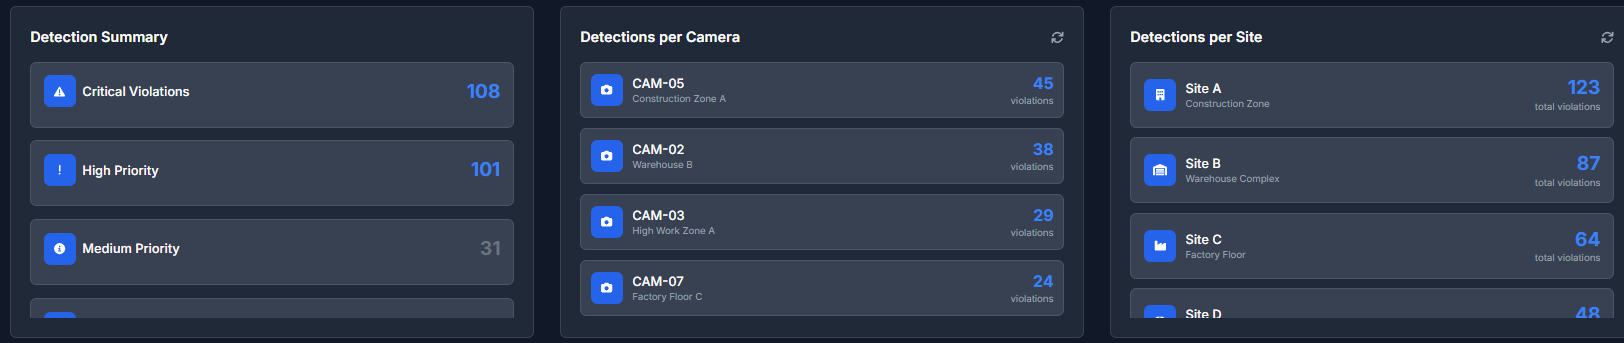 Detection Summary
Critical Violations
108
High Priority
101
Medium Priority
31
Detections per Camera
CAM-05
Construction Zone A
45
violations
CAM-02
Warehouse B
38
violations
CAM-03
High Work Zone A
29
violations
CAM-07
Factory Floor C
24
violations
Detections per Site
Site A
Construction Zone
123
total violations
Site B
Warehouse Complex
87
total violations
Site C
Factory Floor
64
total violations
Site D
48